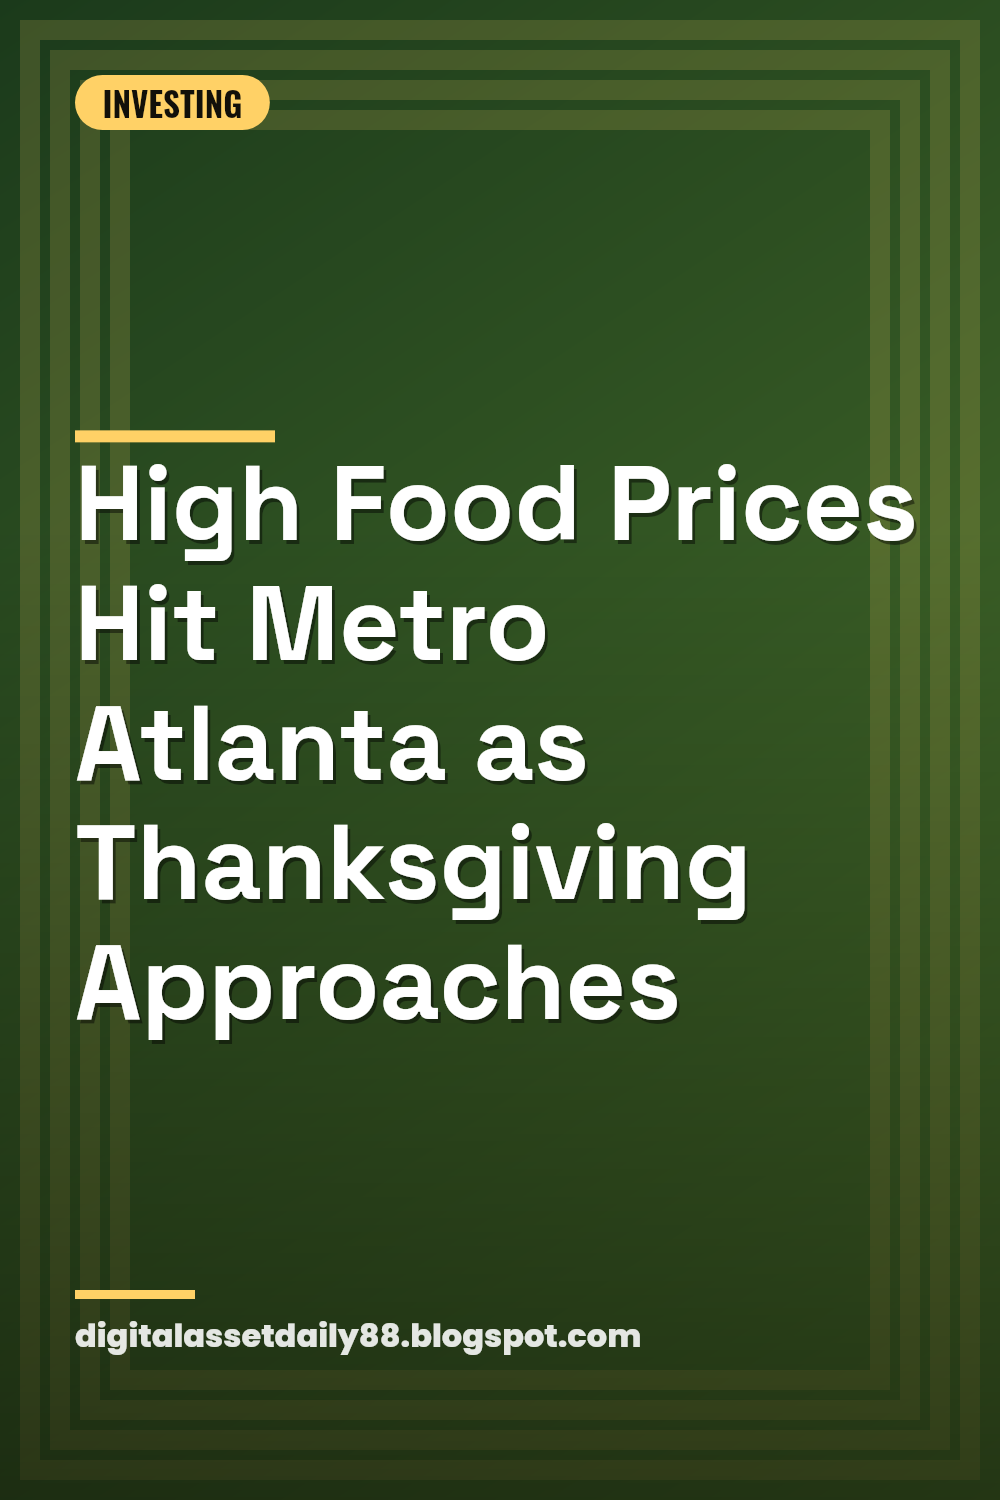 INVESTING
High Food Prices
Hit Metro
Atlanta as
Thanksgiving
Approaches
digitalassetdaily88.blogspot.com